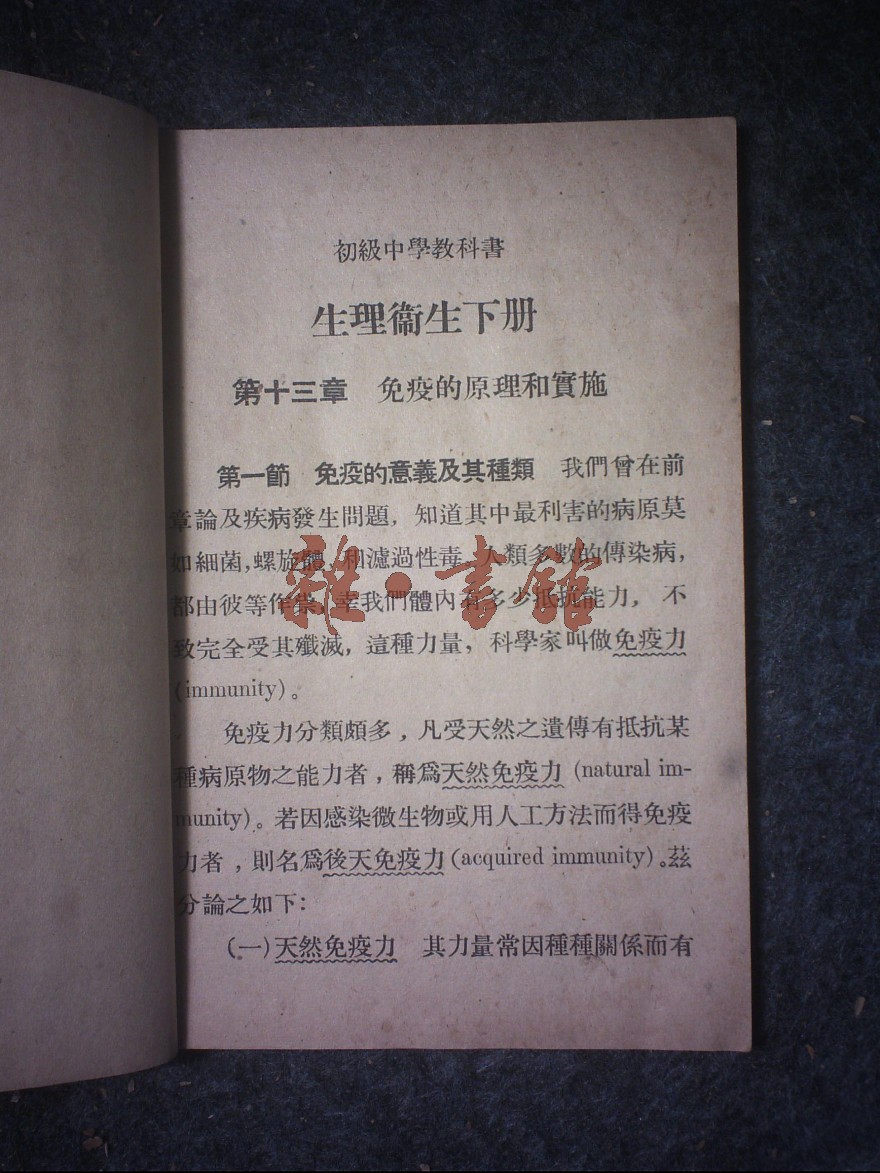 初級中學教科書
生理衞生下册
第十三章 免疫的原理和實施
第一節 免疫的意義及其種類 我們曾在前
章論及疾病發生問題, 知道其中最利害的病原莫
如細菌,螺旋體, 和濾過性毒, 人類多數的傳染病,
都由彼等作祟, 幸我們體內有多少抵抗能力, 不
致完全受其殲滅, 這種力量, 科學家叫做免疫力
(immunity)。
免疫力分類頗多, 凡受天然之遺傳有抵抗某
種病原物之能力者, 稱爲天然免疫力 (natural im-
munity)。若因感染微生物或用人工方法而得免疫
力者, 則名爲後天免疫力 (acquired immunity)。茲
分論之如下:
(一)天然免疫力 其力量常因種種關係而有
雜·書館